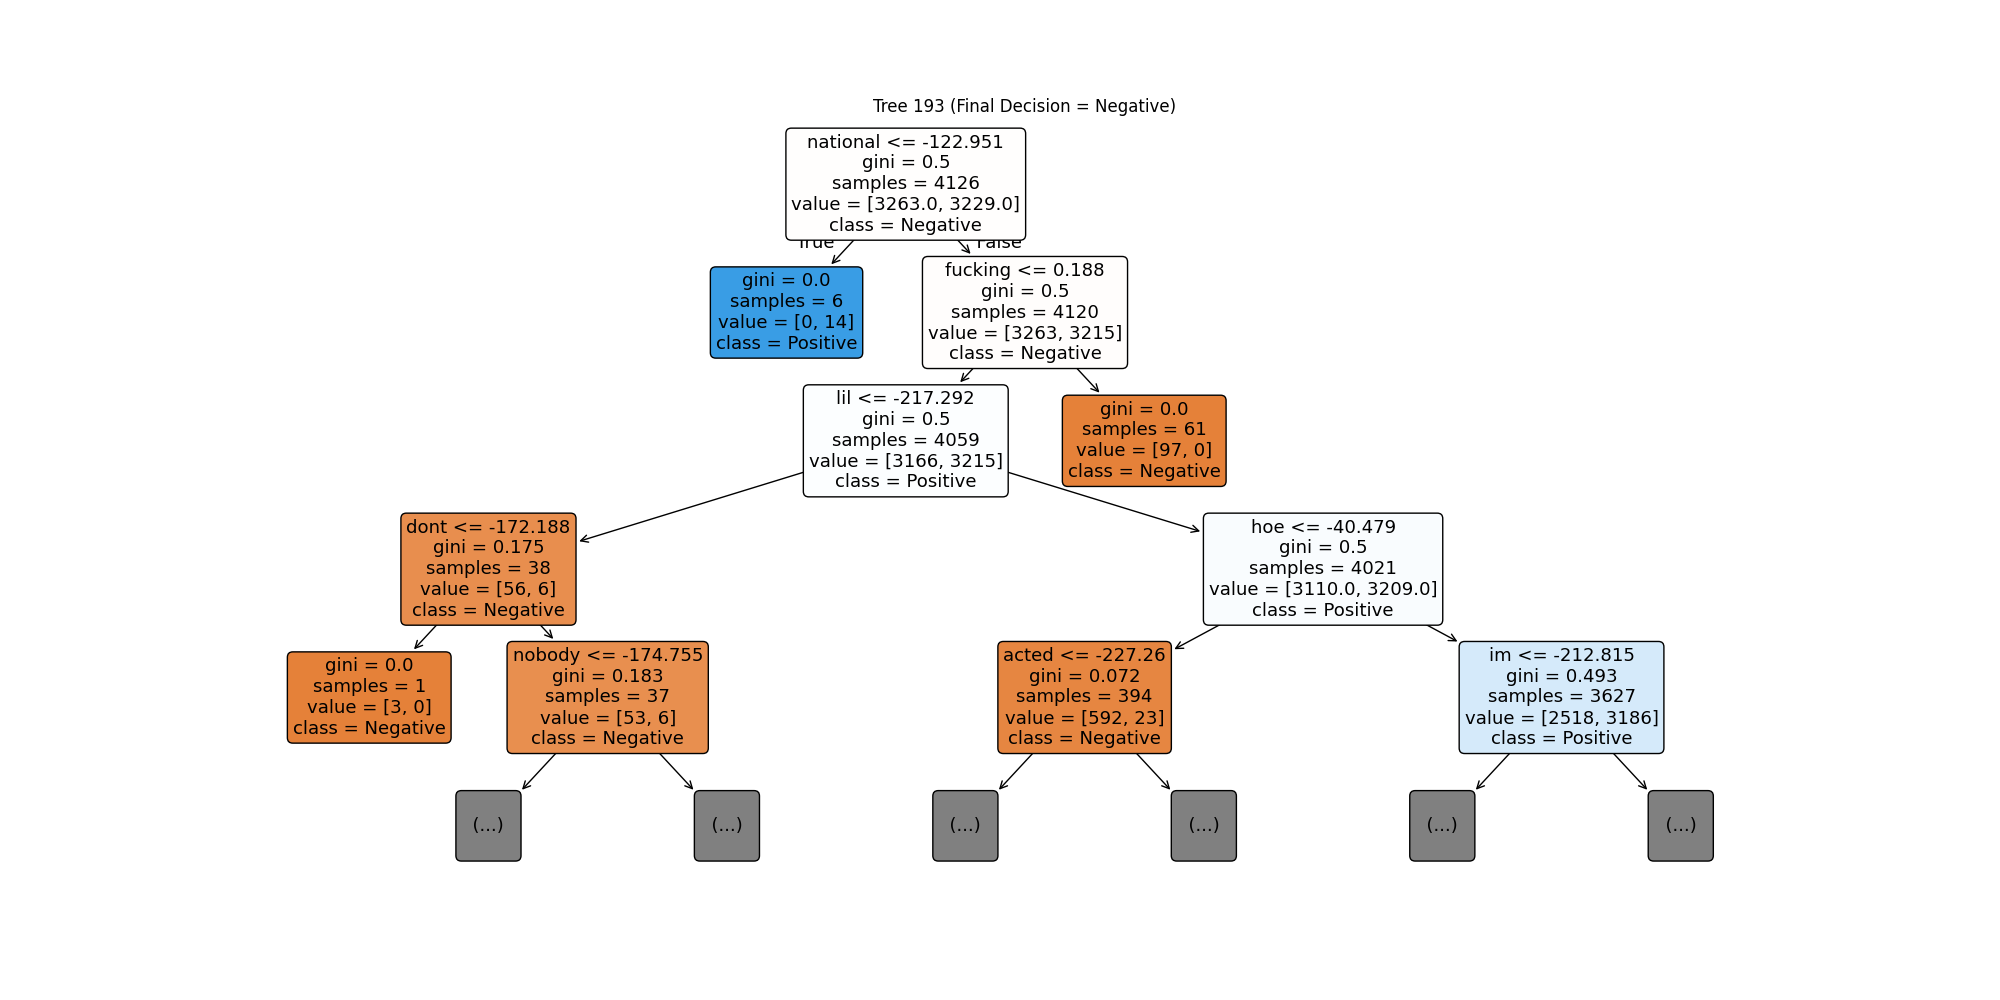 Tree 193 (Final Decision = Negative)
national <= -122.951
gini = 0.5
samples = 4126
value = [3263.0, 3229.0]
class = Negative
True
False
gini = 0.0
samples = 6
value = [0, 14]
class = Positive
fucking <= 0.188
gini = 0.5
samples = 4120
value = [3263, 3215]
class = Negative
lil <= -217.292
gini = 0.5
samples = 4059
value = [3166, 3215]
class = Positive
gini = 0.0
samples = 61
value = [97, 0]
class = Negative
dont <= -172.188
gini = 0.175
samples = 38
value = [56, 6]
class = Negative
hoe <= -40.479
gini = 0.5
samples = 4021
value = [3110.0, 3209.0]
class = Positive
gini = 0.0
samples = 1
value = [3, 0]
class = Negative
nobody <= -174.755
gini = 0.183
samples = 37
value = [53, 6]
class = Negative
acted <= -227.26
gini = 0.072
samples = 394
value = [592, 23]
class = Negative
im <= -212.815
gini = 0.493
samples = 3627
value = [2518, 3186]
class = Positive
(...)
(...)
(...)
(...)
(...)
(...)